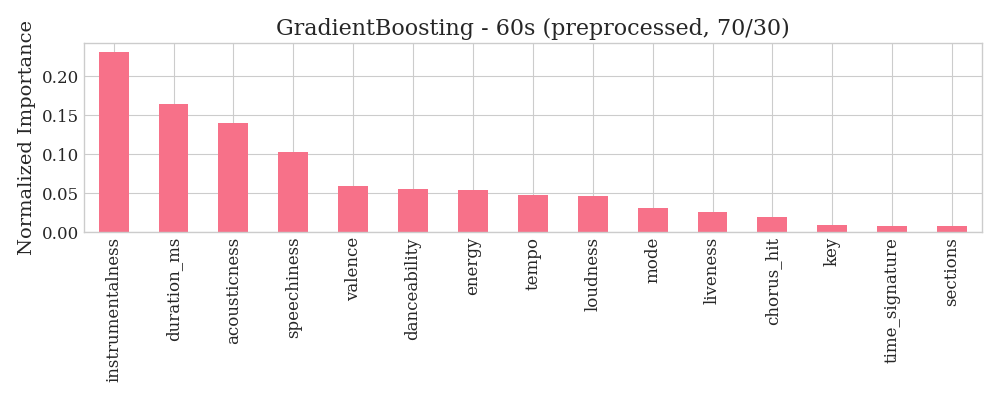 GradientBoosting - 60s (preprocessed, 70/30)
Normalized Importance
0.20
0.15
0.10
0.05
0.00
instrumentalness
duration_ms
acousticness
speechiness
valence
danceability
energy
tempo
loudness
mode
liveness
chorus_hit
key
time_signature
sections